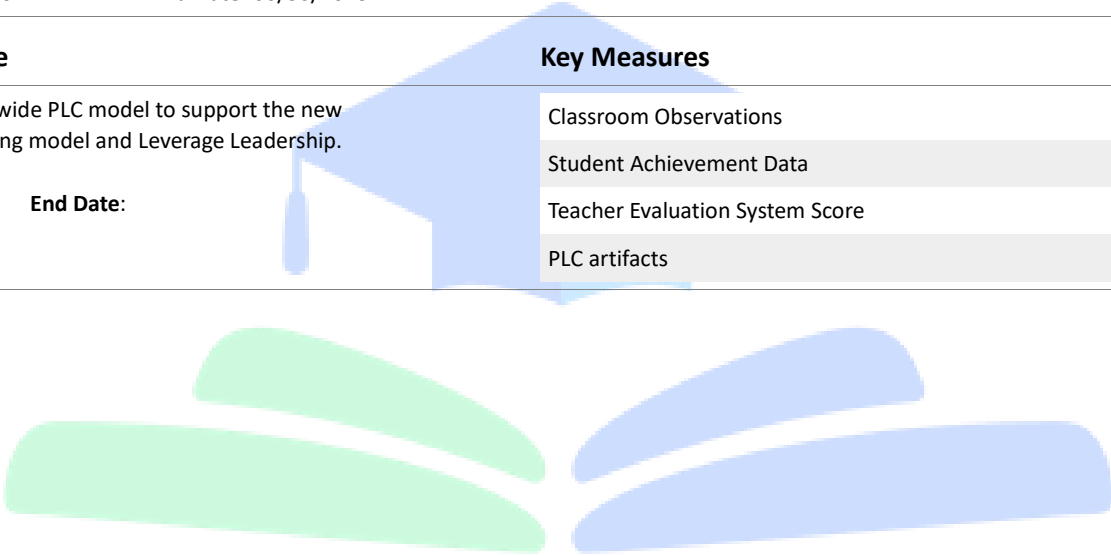 Key Measures
wide PLC model to support the new
ng model and Leverage Leadership.
End Date:
Classroom Observations
Student Achievement Data
Teacher Evaluation System Score
PLC artifacts